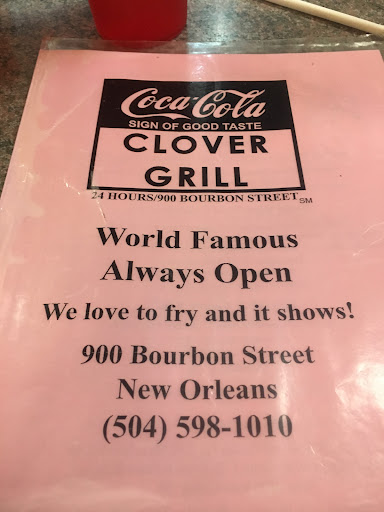 Coca-Cola
SIGN OF GOOD TASTE
CLOVER
GRILL
24 HOURS/900 BOURBON STREET SM
World Famous
Always Open
We love to fry and it shows!
900 Bourbon Street
New Orleans
(504) 598-1010